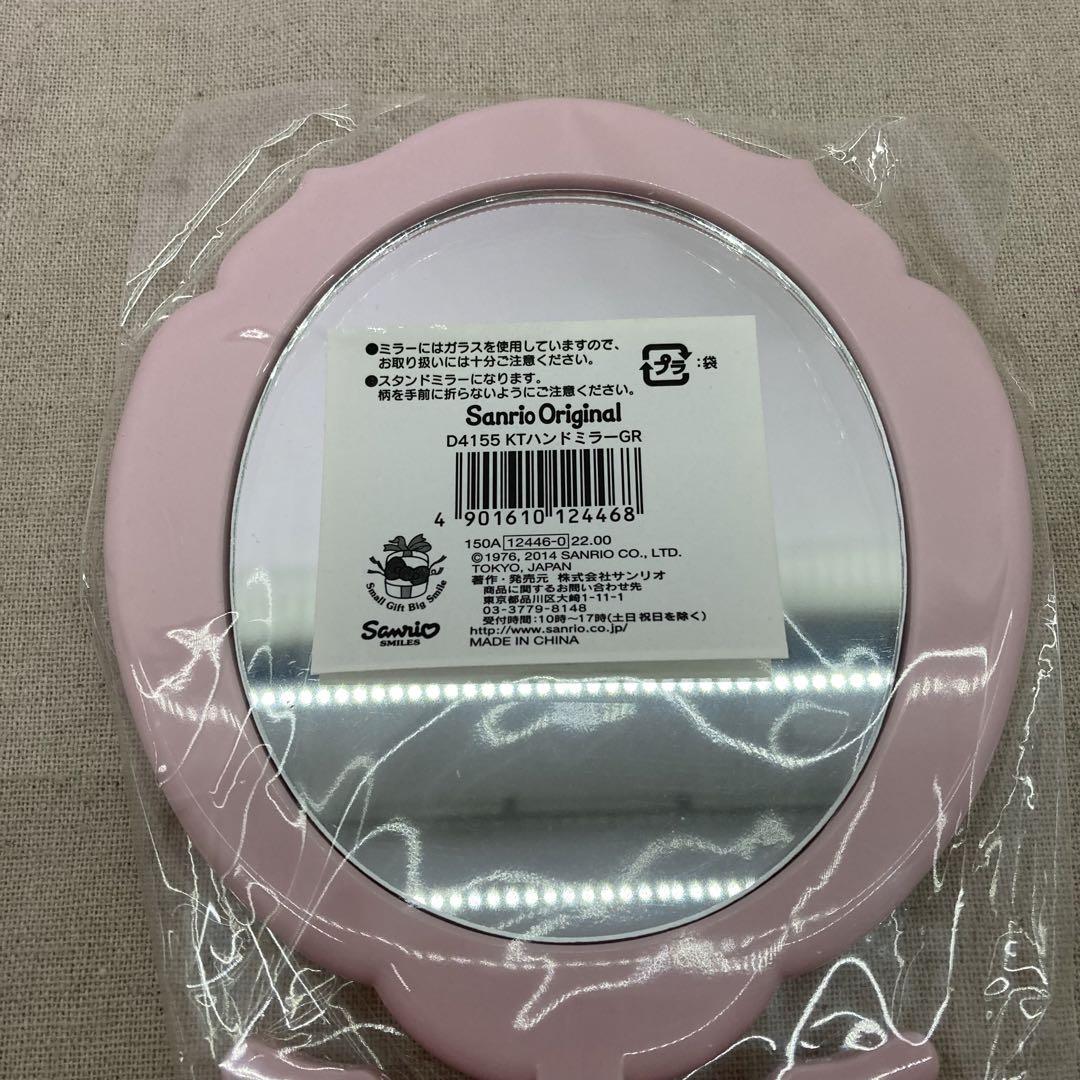 ●ミラーにはガラスを使用していますので、
お取り扱いには十分ご注意ください。
●スタンドミラーになります。
柄を手前に折らないようにご注意ください。
プラ :袋
Sanrio Original
D4155 KTハンドミラーGR
4 901610 124468
150A 12446-0 22.00
©1976, 2014 SANRIO CO., LTD.
TOKYO, JAPAN
著作・発売元 株式会社サンリオ
商品に関するお問い合わせ先
東京都品川区大崎1-11-1
03-3779-8148
受付時間:10時〜17時(土日祝日を除く)
http://www.sanrio.co.jp/
MADE IN CHINA
Small Gift Big Smile
Sanrio
SMILES